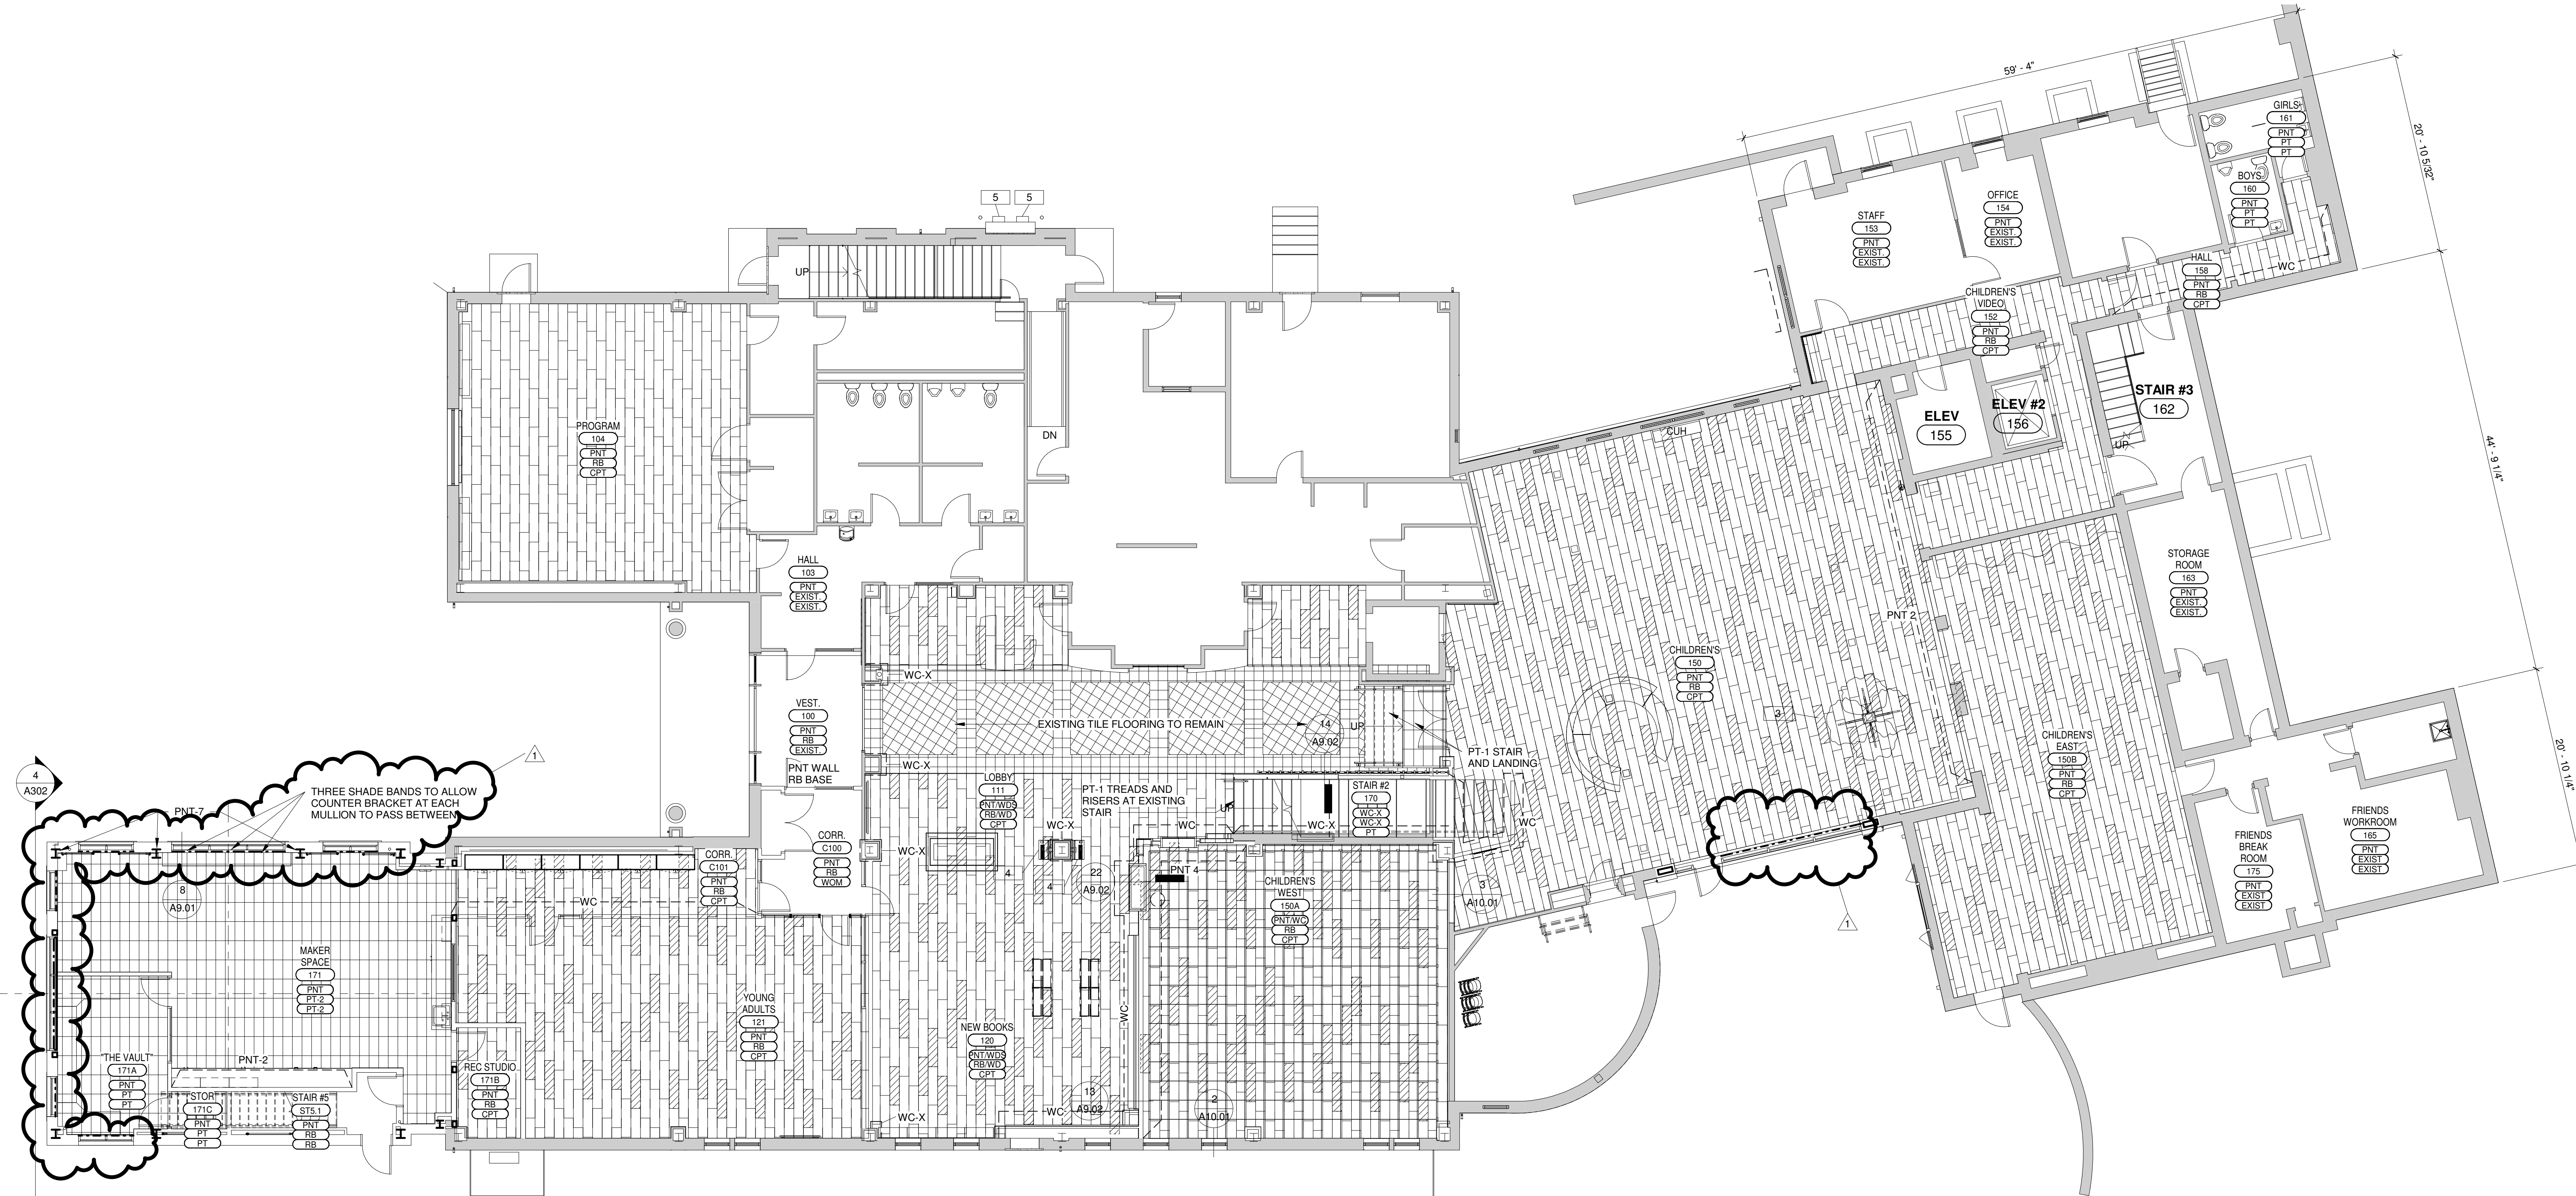 59' - 4"
20' - 10 5/32"
44' - 9 1/4"
20' - 10 1/4"
GIRLS
161
PNT
PT
PT
BOYS
160
PNT
PT
PT
OFFICE
154
PNT
EXIST.
EXIST.
STAFF
153
PNT
EXIST.
EXIST.
HALL
158
PNT
RB
CPT
WC
CHILDREN'S
VIDEO
152
PNT
RB
CPT
STAIR #3
162
UP
ELEV #2
156
ELEV
155
CUH
5
5
UP
DN
PROGRAM
104
PNT
RB
CPT
HALL
103
PNT
EXIST.
EXIST.
STORAGE
ROOM
163
PNT
EXIST.
EXIST.
PNT 2
CHILDREN'S
150
PNT
RB
CPT
3
CHILDREN'S
EAST
150B
PNT
RB
CPT
WC-X
VEST.
100
PNT
RB
EXIST.
PNT WALL
RB BASE
EXISTING TILE FLOORING TO REMAIN
14
A9.02
UP
PT-1 STAIR
AND LANDING
WC-X
LOBBY
111
PNT/WDS
RB/WD
CPT
PT-1 TREADS AND
RISERS AT EXISTING
STAIR
UP
STAIR #2
170
WC-X
WC-X
PT
WC-X
WC
WC
WC-X
WC-X
4
4
22
A9.02
PNT 4
CHILDREN'S
WEST
150A
PNT/WC
RB
CPT
3
A10.01
1
FRIENDS
WORKROOM
165
PNT
EXIST
EXIST
FRIENDS
BREAK
ROOM
175
PNT
EXIST
EXIST
4
A302
1
PNT-7
THREE SHADE BANDS TO ALLOW
COUNTER BRACKET AT EACH
MULLION TO PASS BETWEEN
8
A9.01
CORR.
C100
PNT
RB
WOM
CORR.
C101
PNT
RB
CPT
WC
MAKER
SPACE
171
PNT
PT-2
PT-2
YOUNG
ADULTS
121
PNT
RB
CPT
NEW BOOKS
120
PNT/WDS
RB/WD
CPT
WC
"THE VAULT"
171A
PNT
PT
PT
PNT-2
STOR
171C
PNT
PT
PT
STAIR #5
ST5.1
PNT
RB
RB
REC STUDIO
171B
PNT
RB
CPT
WC-X
WC
13
A9.02
2
A10.01